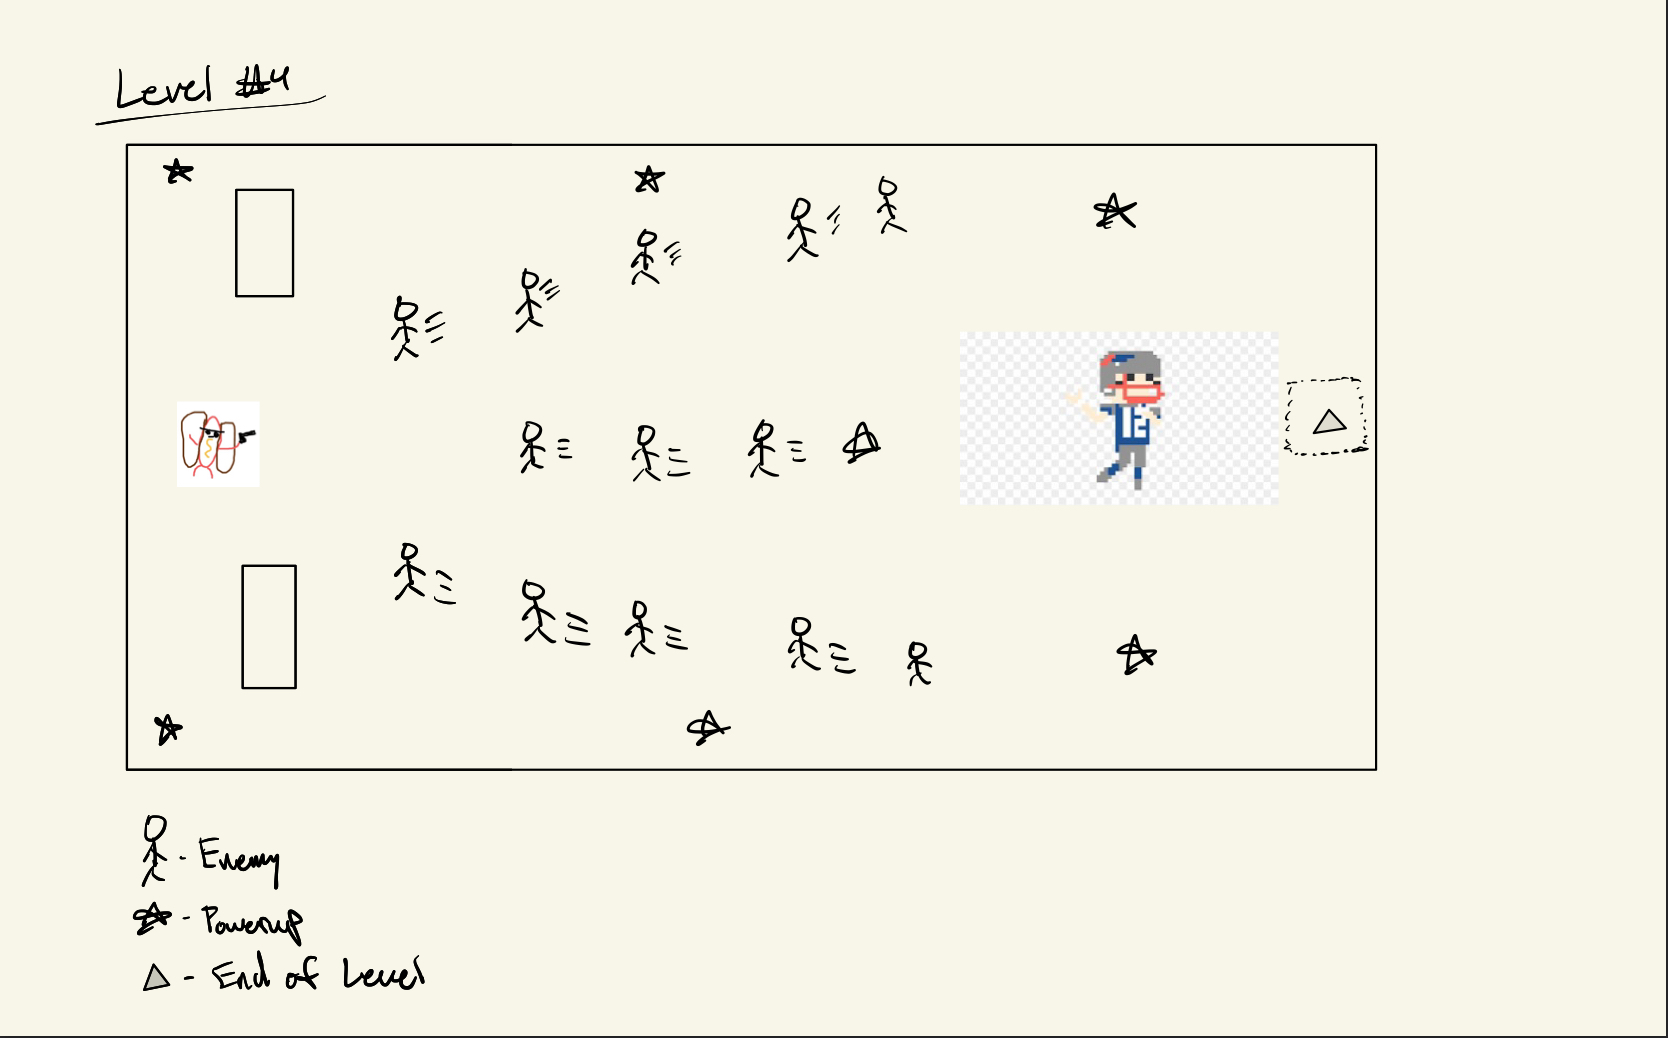 Level #4
- Enemy
- Powerup
- End of Level